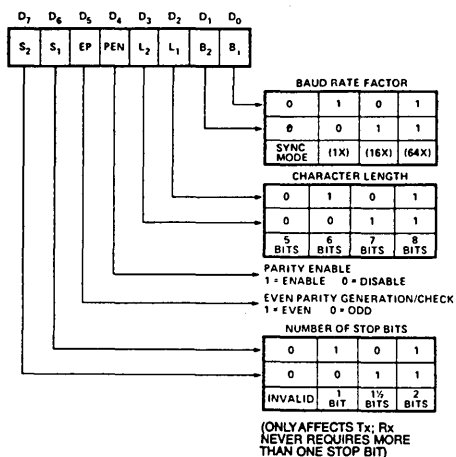 D7 D6 D5 D4 D3 D2 D1 D0
S2 S1 EP PEN L2 L1 B2 B1
BAUD RATE FACTOR
0 1 0 1
0 0 1 1
SYNC MODE (1X) (16X) (64X)
CHARACTER LENGTH
0 1 0 1
0 0 1 1
5 BITS 6 BITS 7 BITS 8 BITS
PARITY ENABLE
1 = ENABLE 0 = DISABLE
EVEN PARITY GENERATION/CHECK
1 = EVEN 0 = ODD
NUMBER OF STOP BITS
0 1 0 1
0 0 1 1
INVALID 1 BIT 1½ BITS 2 BITS
(ONLY AFFECTS Tx; Rx
NEVER REQUIRES MORE
THAN ONE STOP BIT)